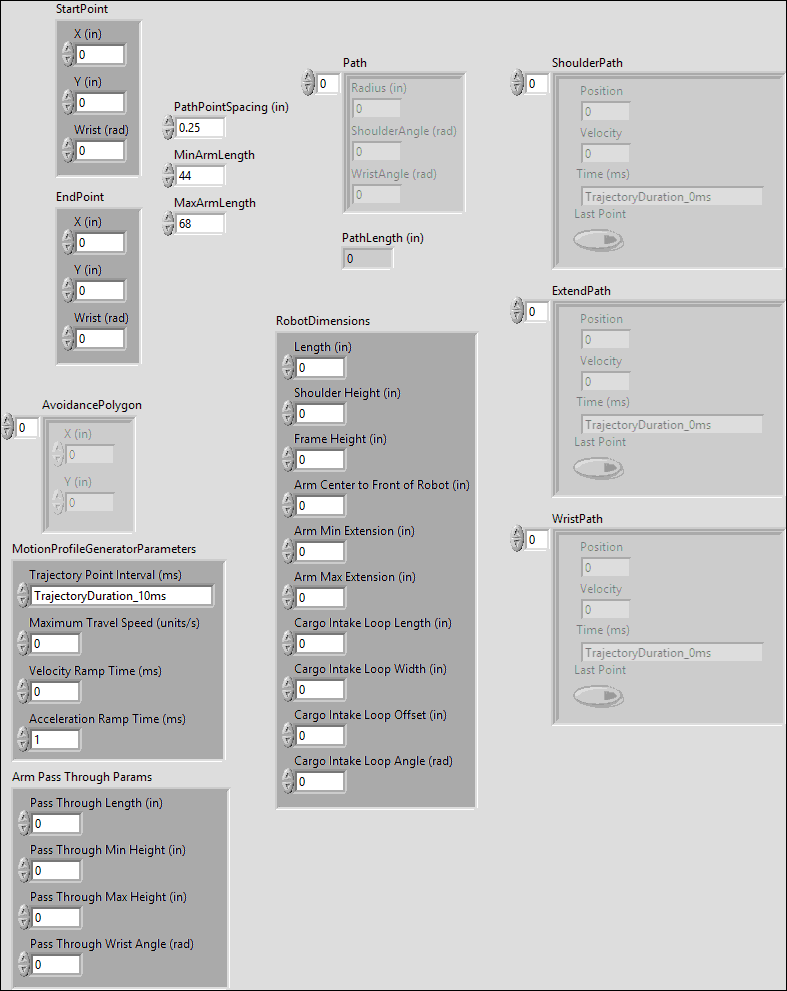 StartPoint
X (in)
0
Y (in)
0
Wrist (rad)
0
EndPoint
X (in)
0
Y (in)
0
Wrist (rad)
0
PathPointSpacing (in)
0.25
MinArmLength
44
MaxArmLength
68
AvoidancePolygon
0
X (in)
0
Y (in)
0
MotionProfileGeneratorParameters
Trajectory Point Interval (ms)
TrajectoryDuration_10ms
Maximum Travel Speed (units/s)
0
Velocity Ramp Time (ms)
0
Acceleration Ramp Time (ms)
1
Arm Pass Through Params
Pass Through Length (in)
0
Pass Through Min Height (in)
0
Pass Through Max Height (in)
0
Pass Through Wrist Angle (rad)
0
Path
0
Radius (in)
0
ShoulderAngle (rad)
0
WristAngle (rad)
0
PathLength (in)
0
RobotDimensions
Length (in)
0
Shoulder Height (in)
0
Frame Height (in)
0
Arm Center to Front of Robot (in)
0
Arm Min Extension (in)
0
Arm Max Extension (in)
0
Cargo Intake Loop Length (in)
0
Cargo Intake Loop Width (in)
0
Cargo Intake Loop Offset (in)
0
Cargo Intake Loop Angle (rad)
0
ShoulderPath
0
Position
0
Velocity
0
Time (ms)
TrajectoryDuration_0ms
Last Point
ExtendPath
0
Position
0
Velocity
0
Time (ms)
TrajectoryDuration_0ms
Last Point
WristPath
0
Position
0
Velocity
0
Time (ms)
TrajectoryDuration_0ms
Last Point